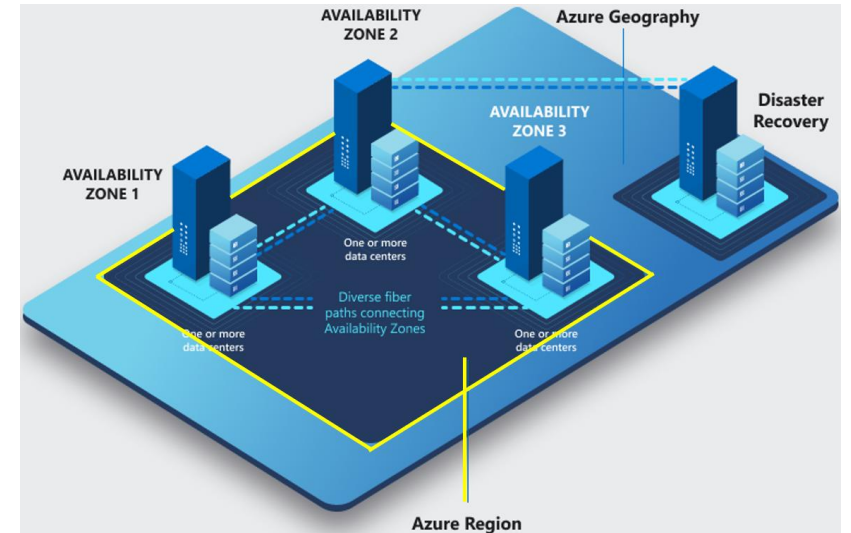 AVAILABILITY
ZONE 2
Azure Geography
Disaster
Recovery
AVAILABILITY
ZONE 3
AVAILABILITY
ZONE 1
One or more
data centers
Diverse fiber
paths connecting
Availability Zones
One or more
data centers
One or more
data centers
Azure Region